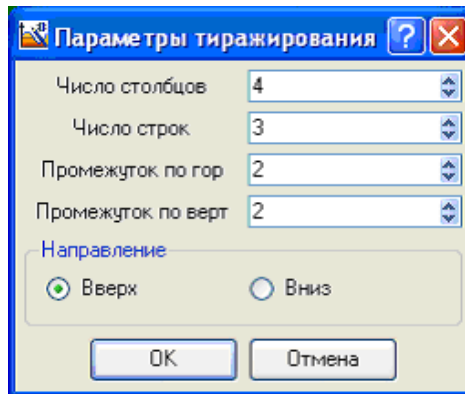 Параметры тиражирования ?
Число столбцов 4
Число строк 3
Промежуток по гор 2
Промежуток по верт 2
Направление
Вверх Вниз
OK Отмена